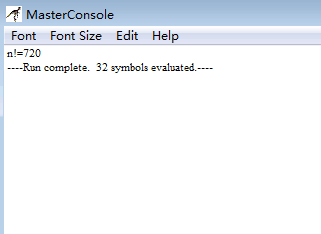 MasterConsole
Font Font Size Edit Help
n!=720
----Run complete.  32 symbols evaluated.----